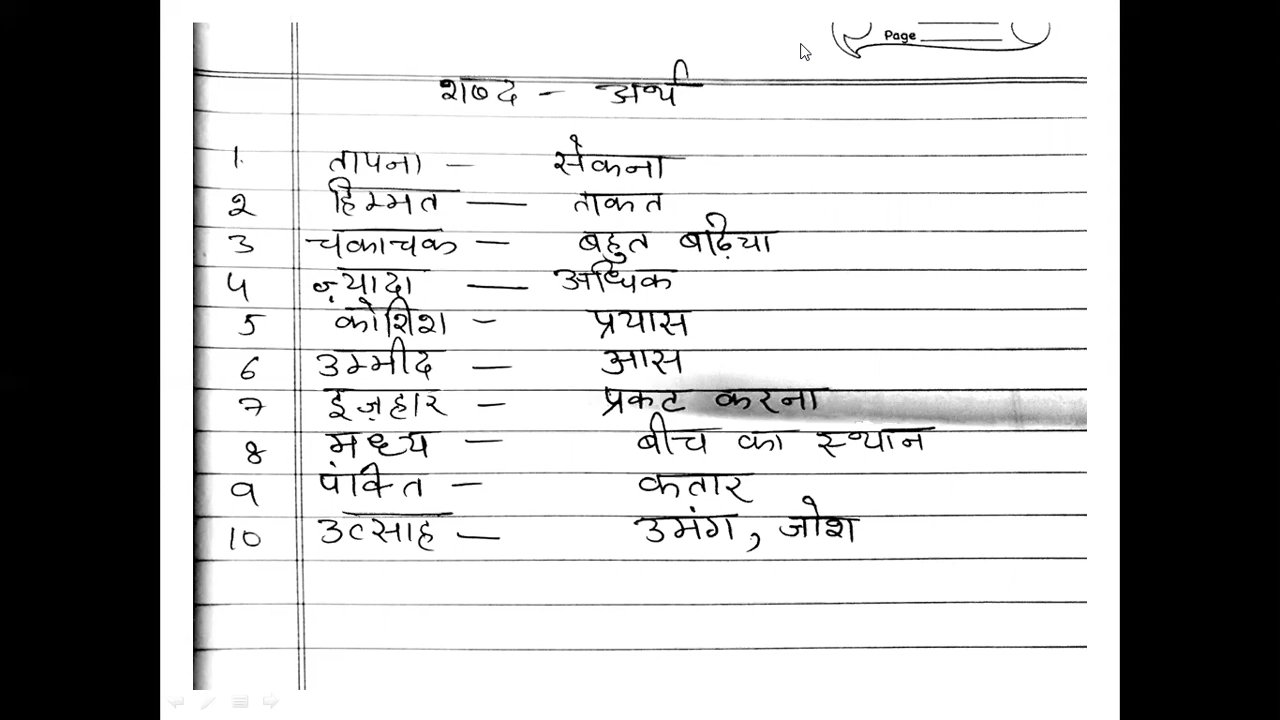 Page
शब्द - अर्थ
1. तापना - सेंकना
2 हिम्मत - ताकत
3 चकाचक - बहुत बढ़िया
4 ज़्यादा - अधिक
5 कोशिश - प्रयास
6 उम्मीद - आस
7 इज़हार - प्रकट करना
8 मध्य - बीच का स्थान
9 पंक्ति - कतार
10 उत्साह - उमंग, जोश